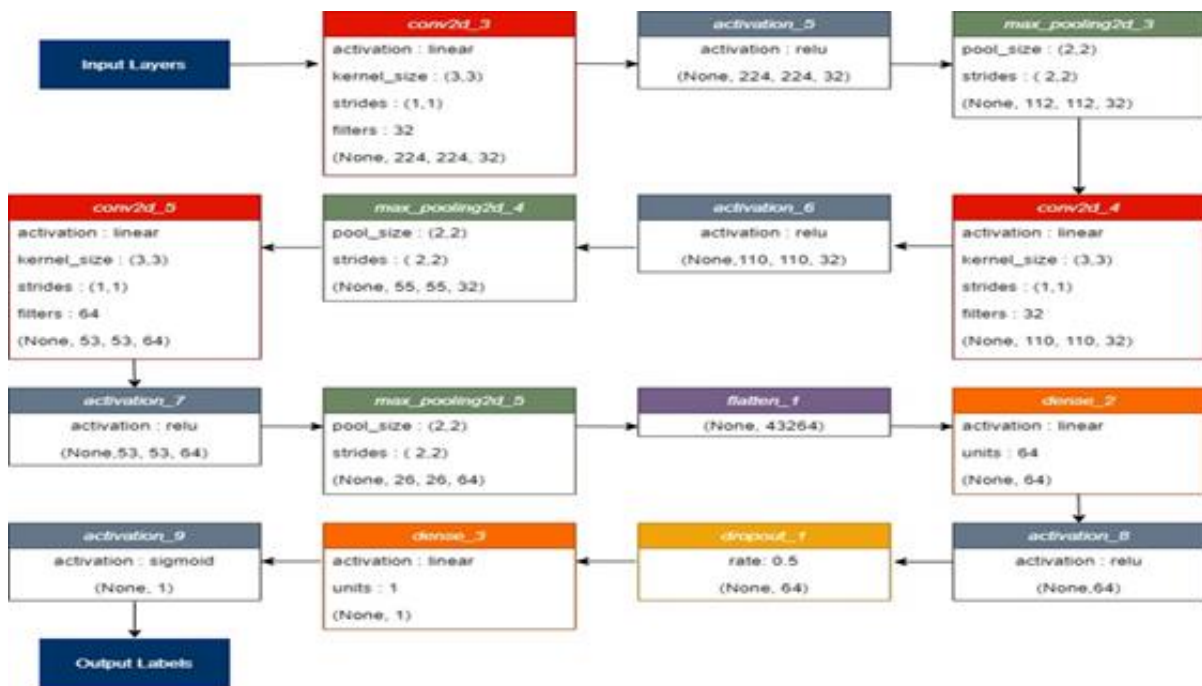 Input Layers
conv2d_3
activation : linear
kernel_size : (3,3)
strides : (1,1)
filters : 32
(None, 224, 224, 32)
activation_5
activation : relu
(None, 224, 224, 32)
max_pooling2d_3
pool_size : (2,2)
strides : ( 2,2)
(None, 112, 112, 32)
conv2d_4
activation : linear
kernel_size : (3,3)
strides : (1,1)
filters : 32
(None, 110, 110, 32)
activation_6
activation : relu
(None,110, 110, 32)
max_pooling2d_4
pool_size : (2,2)
strides : ( 2,2)
(None, 55, 55, 32)
conv2d_5
activation : linear
kernel_size : (3,3)
strides : (1,1)
filters : 64
(None, 53, 53, 64)
activation_7
activation : relu
(None,53, 53, 64)
max_pooling2d_5
pool_size : (2,2)
strides : ( 2,2)
(None, 26, 26, 64)
flatten_1
(None, 43264)
dense_2
activation : linear
units : 64
(None, 64)
activation_8
activation : relu
(None,64)
dropout_1
rate: 0.5
(None, 64)
dense_3
activation : linear
units : 1
(None, 1)
activation_9
activation : sigmoid
(None, 1)
Output Labels